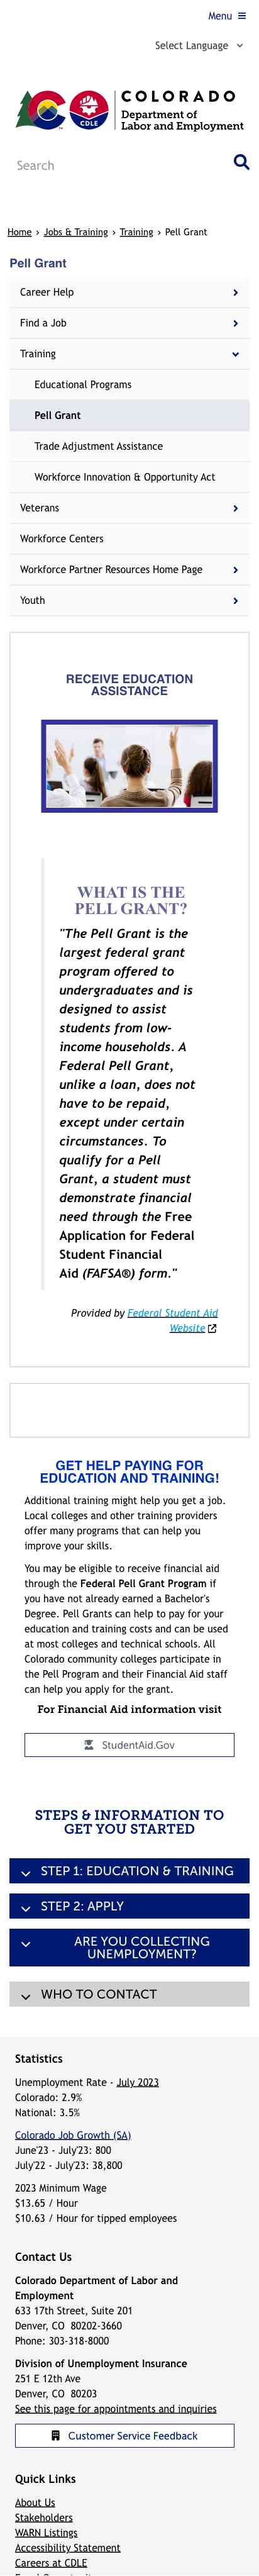 Menu
Select Language
CDLE
COLORADO
Department of
Labor and Employment
Search
Home › Jobs & Training › Training › Pell Grant
Pell Grant
Career Help
Find a Job
Training
Educational Programs
Pell Grant
Trade Adjustment Assistance
Workforce Innovation & Opportunity Act
Veterans
Workforce Centers
Workforce Partner Resources Home Page
Youth
RECEIVE EDUCATION
ASSISTANCE
WHAT IS THE
PELL GRANT?
"The Pell Grant is the
largest federal grant
program offered to
undergraduates and is
designed to assist
students from low-
income households. A
Federal Pell Grant,
unlike a loan, does not
have to be repaid,
except under certain
circumstances. To
qualify for a Pell
Grant, a student must
demonstrate financial
need through the Free
Application for Federal
Student Financial
Aid (FAFSA®) form."
Provided by Federal Student Aid
Website
GET HELP PAYING FOR
EDUCATION AND TRAINING!
Additional training might help you get a job.
Local colleges and other training providers
offer many programs that can help you
improve your skills.
You may be eligible to receive financial aid
through the Federal Pell Grant Program if
you have not already earned a Bachelor's
Degree. Pell Grants can help to pay for your
education and training costs and can be used
at most colleges and technical schools. All
Colorado community colleges participate in
the Pell Program and their Financial Aid staff
can help you apply for the grant.
For Financial Aid information visit
StudentAid.Gov
STEPS & INFORMATION TO
GET YOU STARTED
STEP 1: EDUCATION & TRAINING
STEP 2: APPLY
ARE YOU COLLECTING
UNEMPLOYMENT?
WHO TO CONTACT
Statistics
Unemployment Rate - July 2023
Colorado: 2.9%
National: 3.5%
Colorado Job Growth (SA)
June'23 - July'23: 800
July'22 - July'23: 38,800
2023 Minimum Wage
$13.65 / Hour
$10.63 / Hour for tipped employees
Contact Us
Colorado Department of Labor and
Employment
633 17th Street, Suite 201
Denver, CO 80202-3660
Phone: 303-318-8000
Division of Unemployment Insurance
251 E 12th Ave
Denver, CO 80203
See this page for appointments and inquiries
Customer Service Feedback
Quick Links
About Us
Stakeholders
WARN Listings
Accessibility Statement
Careers at CDLE